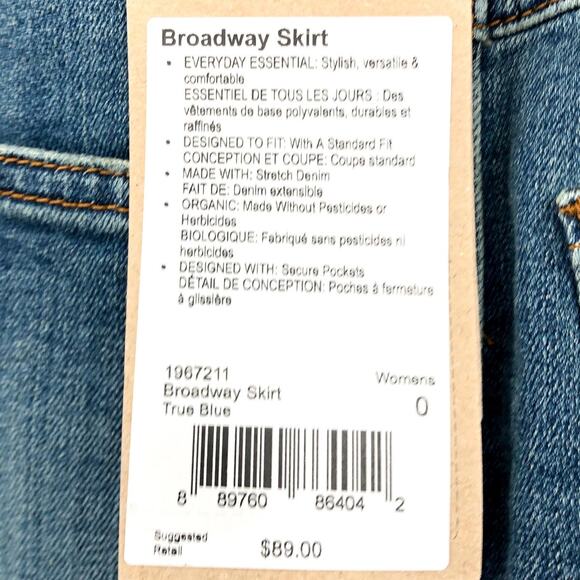 Broadway Skirt
• EVERYDAY ESSENTIAL: Stylish, versatile &
comfortable
ESSENTIEL DE TOUS LES JOURS : Des
vêtements de base polyvalents, durables et
raffinés
• DESIGNED TO FIT: With A Standard Fit
CONCEPTION ET COUPE: Coupe standard
• MADE WITH: Stretch Denim
FAIT DE: Denim extensible
• ORGANIC: Made Without Pesticides or
Herbicides
BIOLOGIQUE: Fabriqué sans pesticides ni
herbicides
• DESIGNED WITH: Secure Pockets
DÉTAIL DE CONCEPTION: Poches à fermeture
à glissière
1967211
Broadway Skirt
True Blue
Womens
0
8 89760 86404 2
Suggested
Retail
$89.00